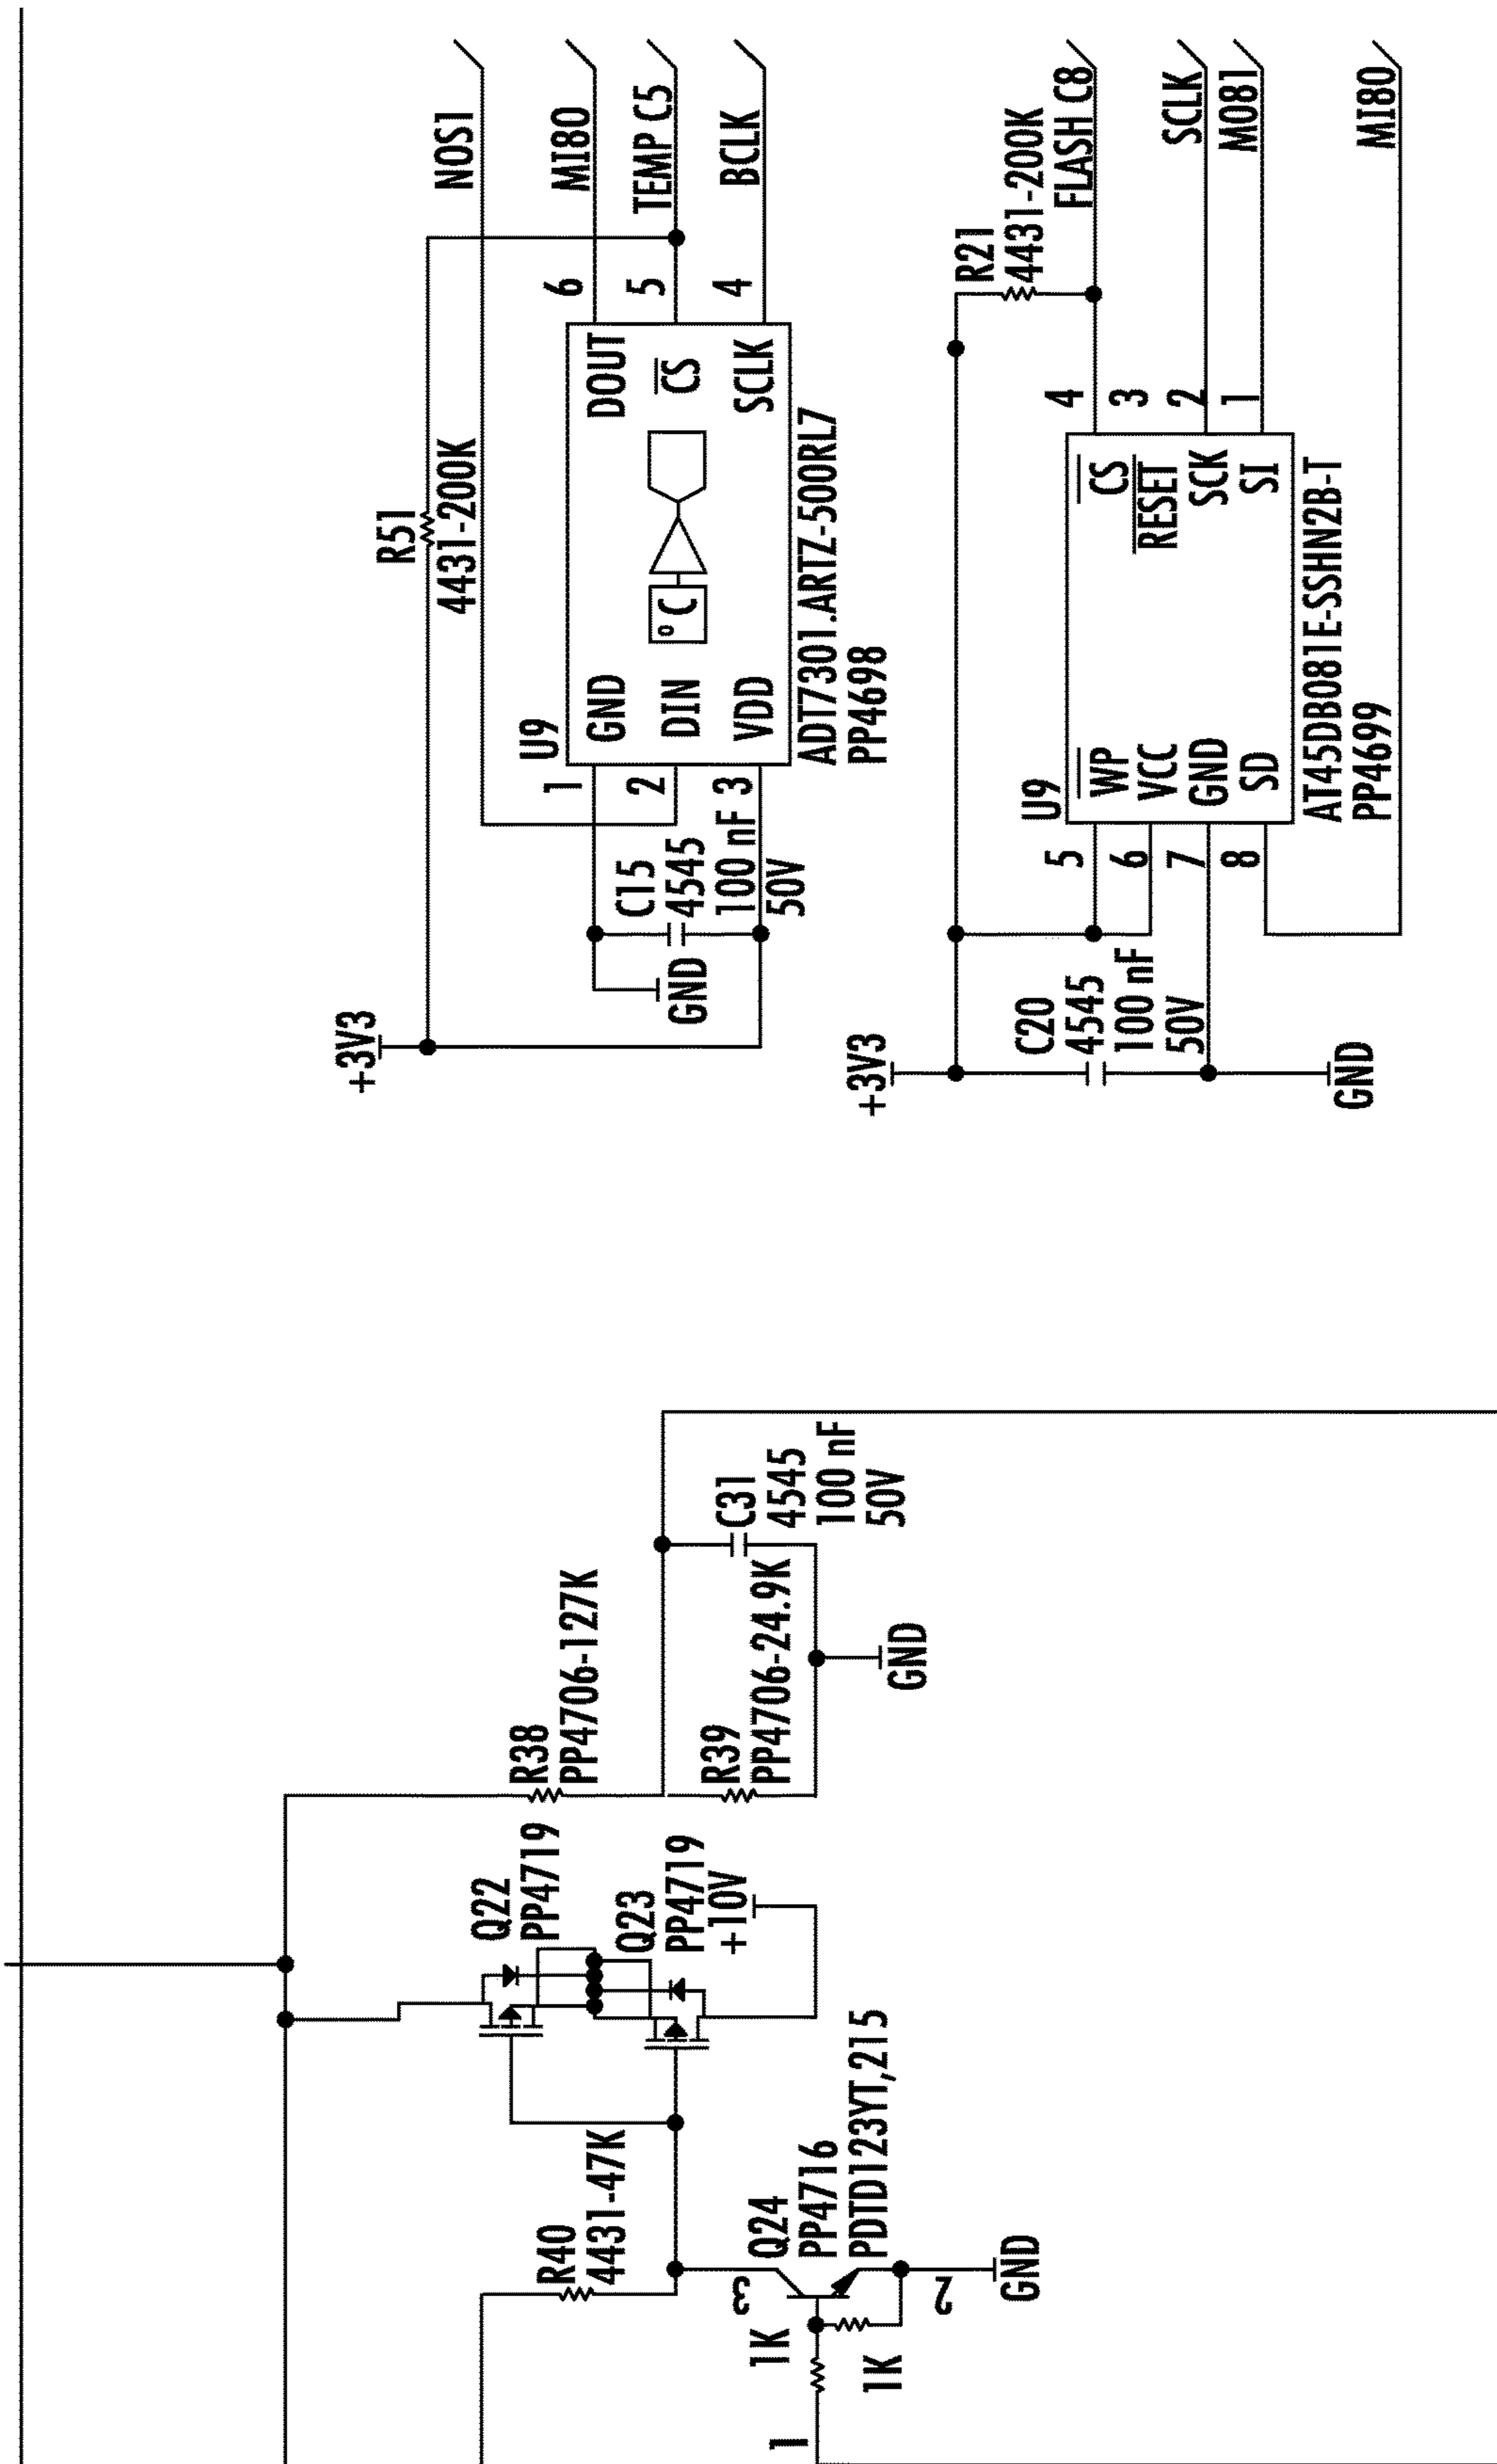 NOS1
MI8O
TEMP C5
BCLK
R51
4431-200K
6
5
4
DOUT
CS
SCLK
°C
U9
GND
DIN
VDD
ADT7301.ARTZ-500RL7
PP4698
1
2
3
C15
4545
100 nF
50V
GND
+3V3
R21
4431-200K
FLASH C8
SCLK
M081
MI80
4
3
2
1
CS
RESET
SCK
SI
U9
WP
VCC
GND
SD
AT45DB081E-SSHN2B-T
PP4699
5
6
7
8
C20
4545
100 nF
50V
+3V3
GND
C31
4545
100 nF
50V
R38
PP4706-127K
R39
PP4706-24.9K
GND
Q22
PP4719
Q23
PP4719
+10V
R40
4431-47K
Q24
PP4716
PDTD123YT,215
3
2
GND
1K
1K
1